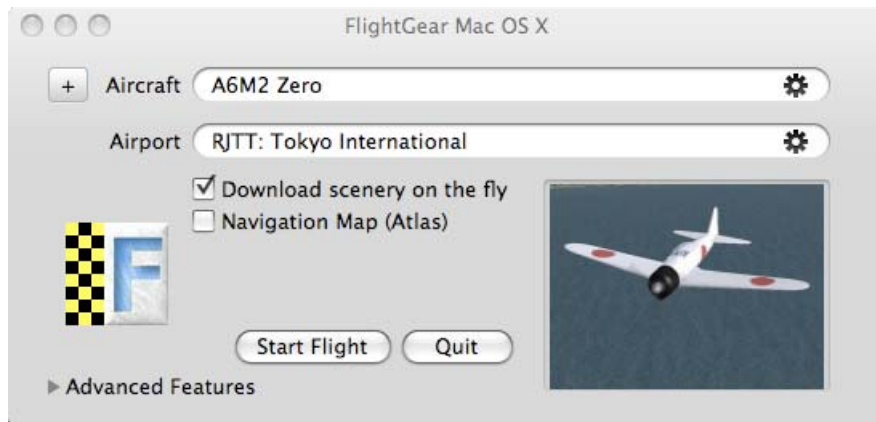 FlightGear Mac OS X
+ Aircraft A6M2 Zero
Airport RJTT: Tokyo International
Download scenery on the fly
Navigation Map (Atlas)
F
Start Flight Quit
Advanced Features